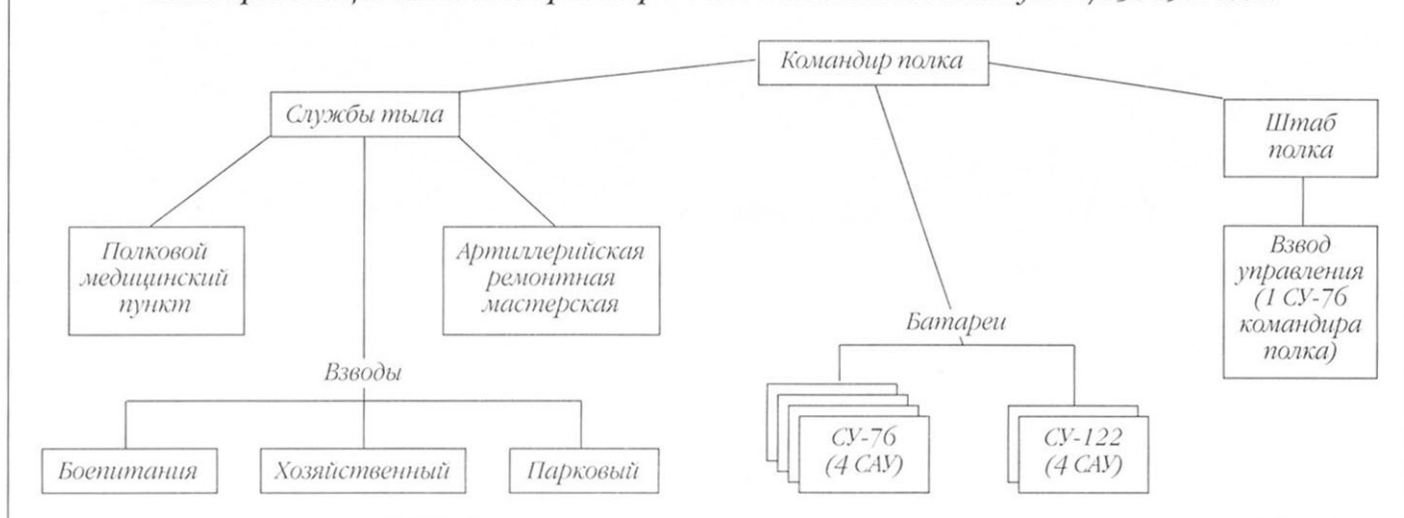 Командир полка
Службы тыла
Штаб
полка
Полковой
медицинский
пункт
Артиллерийская
ремонтная
мастерская
Взвод
управления
(1 СУ-76
командира
полка)
Батареи
Взводы
СУ-76
(4 САУ)
СУ-122
(4 САУ)
Боепитания
Хозяйственный
Парковый